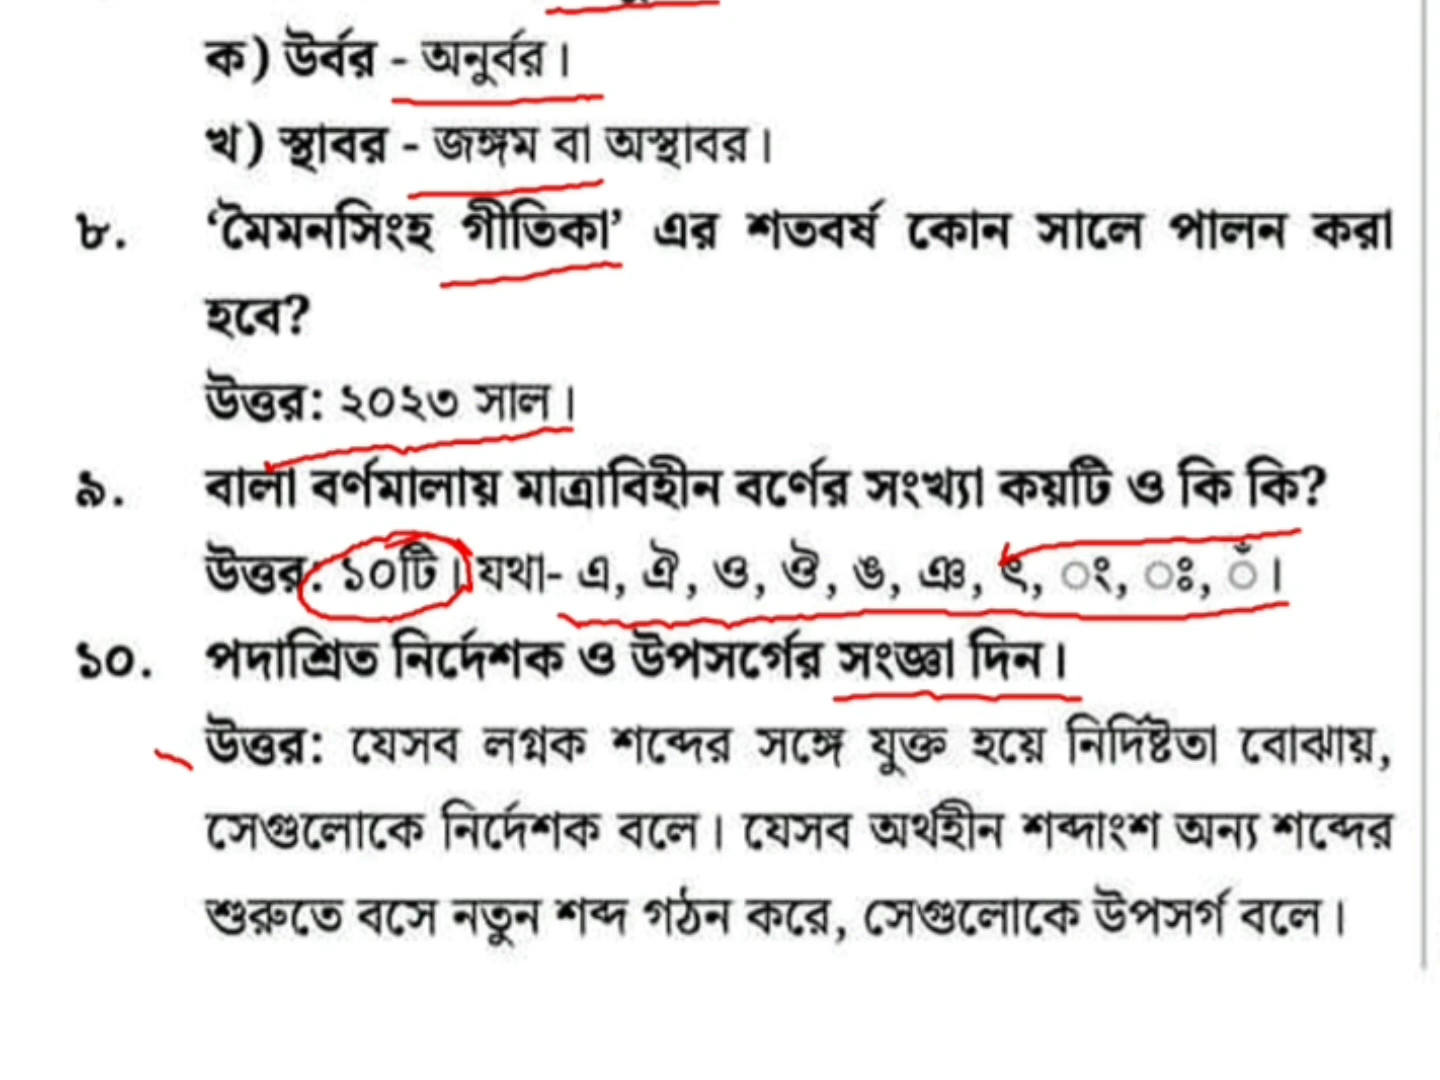 ক) উর্বর - অনুর্বর।
খ) স্থাবর - জঙ্গম বা অস্থাবর।
৮. ‘মৈমনসিংহ গীতিকা’ এর শতবর্ষ কোন সালে পালন করা
হবে?
উত্তর: ২০২৩ সাল।
৯. বালা বর্ণমালায় মাত্রাবিহীন বর্ণের সংখ্যা কয়টি ও কি কি?
উত্তর: ১০টি। যথা- এ, ঐ, ও, ঔ, ঙ, ঞ, ৎ, ং, ঃ, ঁ।
১০. পদাশ্রিত নির্দেশক ও উপসর্গের সংজ্ঞা দিন।
উত্তর: যেসব লগ্নক শব্দের সঙ্গে যুক্ত হয়ে নির্দিষ্টতা বোঝায়,
সেগুলোকে নির্দেশক বলে। যেসব অর্থহীন শব্দাংশ অন্য শব্দের
শুরুতে বসে নতুন শব্দ গঠন করে, সেগুলোকে উপসর্গ বলে।